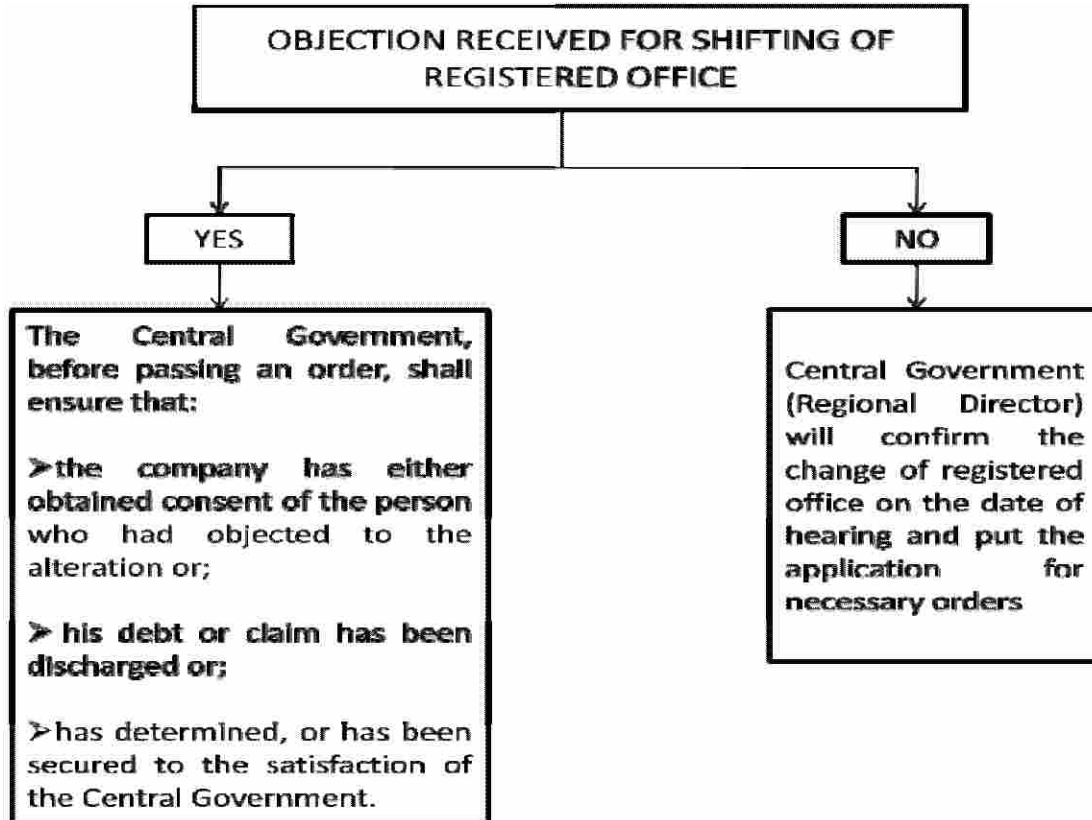 OBJECTION RECEIVED FOR SHIFTING OF
REGISTERED OFFICE
YES
NO
The Central Government,
before passing an order, shall
ensure that:
➤the company has either
obtained consent of the person
who had objected to the
alteration or;
➤ his debt or claim has been
discharged or;
➤has determined, or has been
secured to the satisfaction of
the Central Government.
Central Government
(Regional Director)
will confirm the
change of registered
office on the date of
hearing and put the
application for
necessary orders